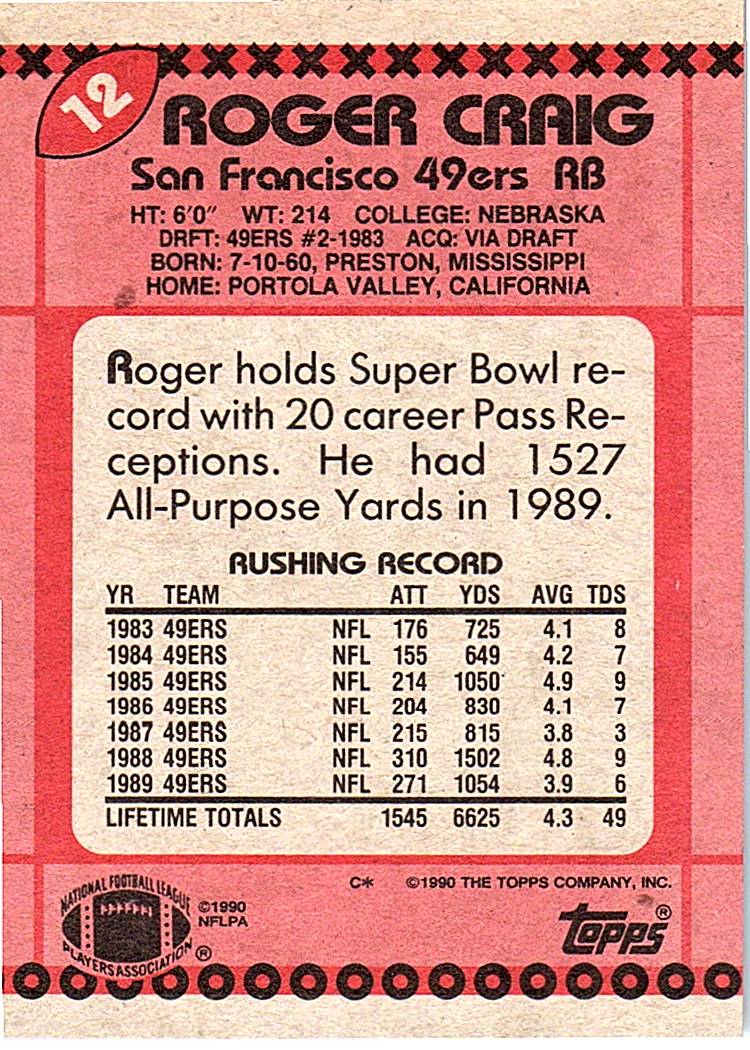 12
ROGER CRAIG
San Francisco 49ers RB
HT: 6'0" WT: 214 COLLEGE: NEBRASKA
DRFT: 49ERS #2-1983 ACQ: VIA DRAFT
BORN: 7-10-60, PRESTON, MISSISSIPPI
HOME: PORTOLA VALLEY, CALIFORNIA
Roger holds Super Bowl re-
cord with 20 career Pass Re-
ceptions. He had 1527
All-Purpose Yards in 1989.
RUSHING RECORD
YR TEAM ATT YDS AVG TDS
1983 49ERS NFL 176 725 4.1 8
1984 49ERS NFL 155 649 4.2 7
1985 49ERS NFL 214 1050 4.9 9
1986 49ERS NFL 204 830 4.1 7
1987 49ERS NFL 215 815 3.8 3
1988 49ERS NFL 310 1502 4.8 9
1989 49ERS NFL 271 1054 3.9 6
LIFETIME TOTALS 1545 6625 4.3 49
C* ©1990 THE TOPPS COMPANY, INC.
NATIONAL FOOTBALL LEAGUE
PLAYERS ASSOCIATION ®
©1990
NFLPA
topps®